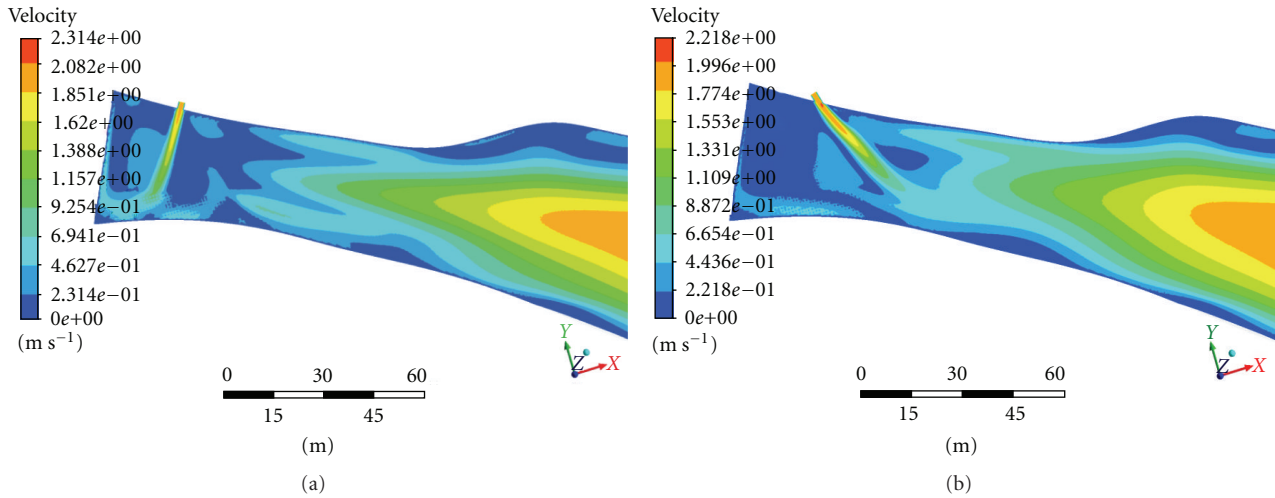 Velocity
2.314e+00
2.082e+00
1.851e+00
1.62e+00
1.388e+00
1.157e+00
9.254e−01
6.941e−01
4.627e−01
2.314e−01
0e+00
(m s−1)
Y
Z X
0 30 60
15 45
(m)
(a)
Velocity
2.218e+00
1.996e+00
1.774e+00
1.553e+00
1.331e+00
1.109e+00
8.872e−01
6.654e−01
4.436e−01
2.218e−01
0e+00
(m s−1)
Y
Z X
0 30 60
15 45
(m)
(b)